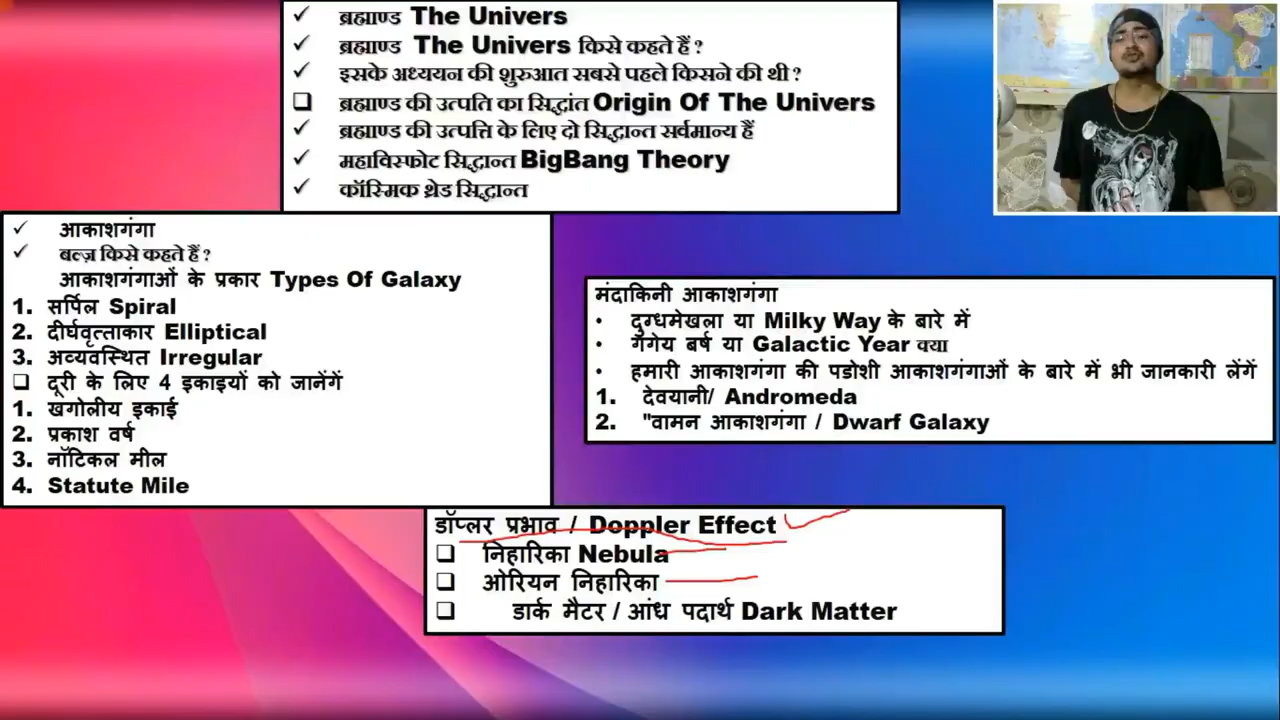 ✓ ब्रह्माण्ड The Univers
✓ ब्रह्माण्ड The Univers किसे कहते हैं ?
✓ इसके अध्ययन की शुरुआत सबसे पहले किसने की थी ?
❑ ब्रह्माण्ड की उत्पति का सिद्धांत Origin Of The Univers
✓ ब्रह्माण्ड की उत्पत्ति के लिए दो सिद्धान्त सर्वमान्य हैं
✓ महाविस्फोट सिद्धान्त BigBang Theory
✓ कॉस्मिक थ्रेड सिद्धान्त
✓ आकाशगंगा
✓ बल्ज़ किसे कहते हैं ?
आकाशगंगाओं के प्रकार Types Of Galaxy
1. सर्पिल Spiral
2. दीर्घवृत्ताकार Elliptical
3. अव्यवस्थित Irregular
❑ दूरी के लिए 4 इकाइयों को जानेंगें
1. खगोलीय इकाई
2. प्रकाश वर्ष
3. नॉटिकल मील
4. Statute Mile
मंदाकिनी आकाशगंगा
• दुग्धमेखला या Milky Way के बारे में
• गैगेय बर्ष या Galactic Year क्या
• हमारी आकाशगंगा की पडोशी आकाशगंगाओं के बारे में भी जानकारी लेंगें
1. देवयानी/ Andromeda
2. "वामन आकाशगंगा / Dwarf Galaxy
डॉप्लर प्रभाव / Doppler Effect
❑ निहारिका Nebula
❑ ओरियन निहारिका
❑ डार्क मैटर / आंध पदार्थ Dark Matter